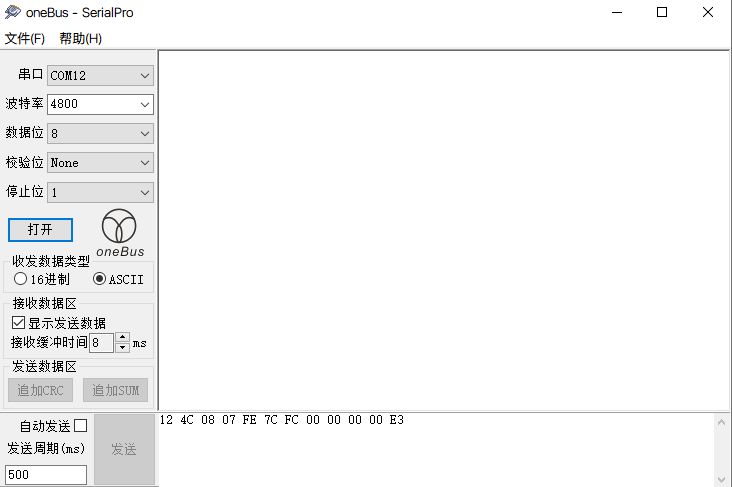 oneBus - SerialPro
文件(F) 帮助(H)
串口 COM12
波特率 4800
数据位 8
校验位 None
停止位 1
打开
oneBus
收发数据类型
16进制 ASCII
接收数据区
显示发送数据
接收缓冲时间 8 ms
发送数据区
追加CRC 追加SUM
自动发送
发送周期(ms)
500
发送
12 4C 08 07 FE 7C FC 00 00 00 00 E3